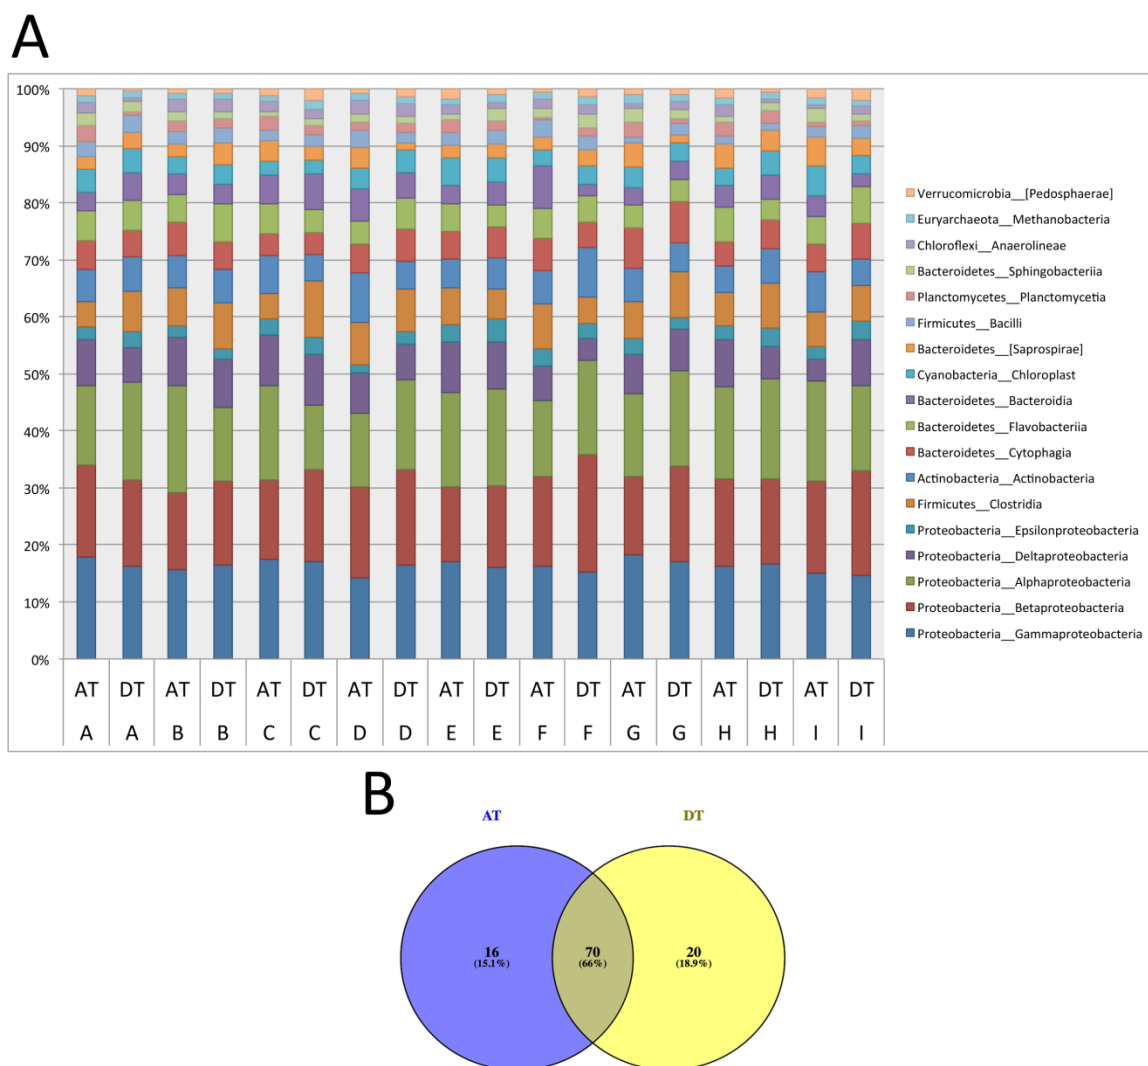 A
100%
90%
80%
70%
60%
50%
40%
30%
20%
10%
0%
AT DT AT DT AT DT AT DT AT DT AT DT AT DT AT DT AT DT
A A B B C C D D E E F F G G H H I I
Verrucomicrobia__[Pedosphaerae]
Euryarchaeota__Methanobacteria
Chloroflexi__Anaerolineae
Bacteroidetes__Sphingobacteriia
Planctomycetes__Planctomycetia
Firmicutes__Bacilli
Bacteroidetes__[Saprospirae]
Cyanobacteria__Chloroplast
Bacteroidetes__Bacteroidia
Bacteroidetes__Flavobacteriia
Bacteroidetes__Cytophagia
Actinobacteria__Actinobacteria
Firmicutes__Clostridia
Proteobacteria__Epsilonproteobacteria
Proteobacteria__Deltaproteobacteria
Proteobacteria__Alphaproteobacteria
Proteobacteria__Betaproteobacteria
Proteobacteria__Gammaproteobacteria
B
AT DT
16 70 20
(15.1%) (66%) (18.9%)